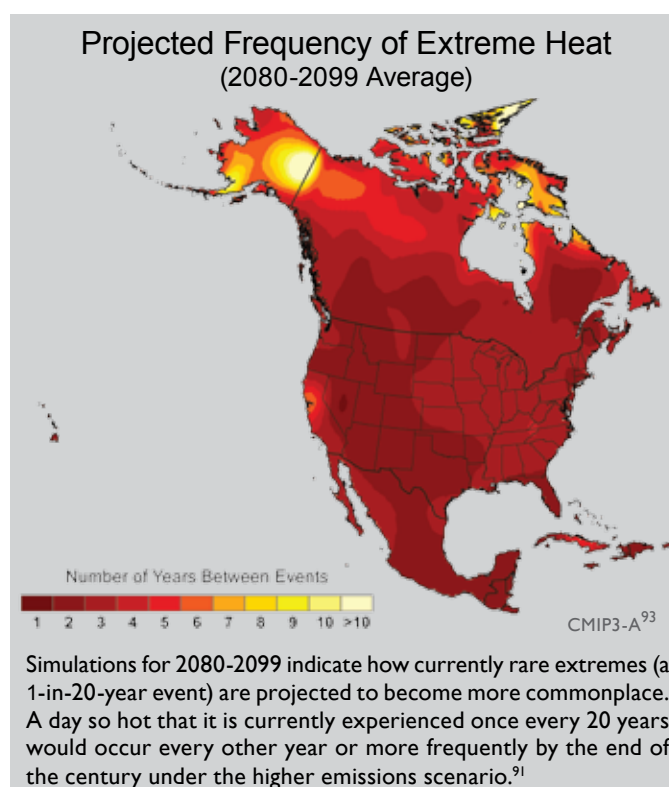 Projected Frequency of Extreme Heat
(2080-2099 Average)
Number of Years Between Events
1 2 3 4 5 6 7 8 9 10 >10
CMIP3-A93
Simulations for 2080-2099 indicate how currently rare extremes (a
1-in-20-year event) are projected to become more commonplace.
A day so hot that it is currently experienced once every 20 years
would occur every other year or more frequently by the end of
the century under the higher emissions scenario.91